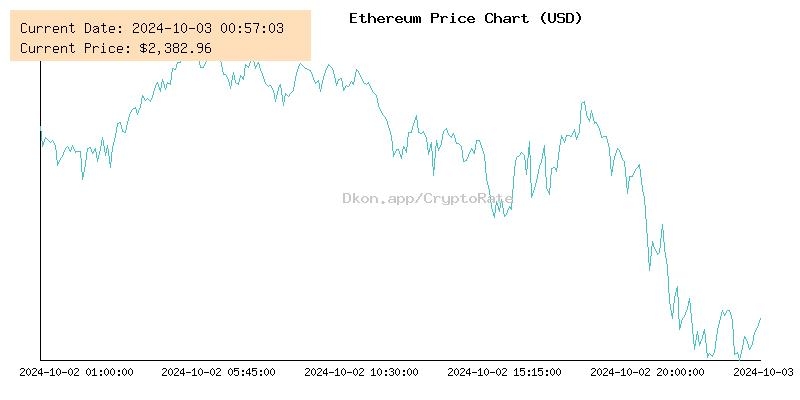 Ethereum Price Chart (USD)
Current Date: 2024-10-03 00:57:03
Current Price: $2,382.96
Dkon.app/CryptoRate
2024-10-02 01:00:00 2024-10-02 05:45:00 2024-10-02 10:30:00 2024-10-02 15:15:00 2024-10-02 20:00:00 2024-10-03